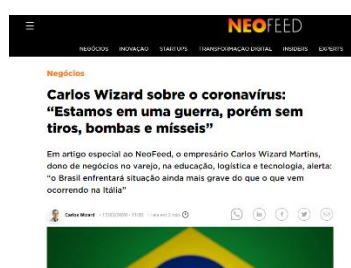 NEOFEED
NEGÓCIOS INOVAÇÃO STARTUPS TRANSFORMAÇÃO DIGITAL INSIDERS EXPERTS
Negócios
Carlos Wizard sobre o coronavírus:
“Estamos em uma guerra, porém sem
tiros, bombas e mísseis”
Em artigo especial ao NeoFeed, o empresário Carlos Wizard Martins,
dono de negócios no varejo, na educação, logística e tecnologia, alerta:
“o Brasil enfrentará situação ainda mais grave do que o que vem
ocorrendo na Itália”
Carlos Wizard